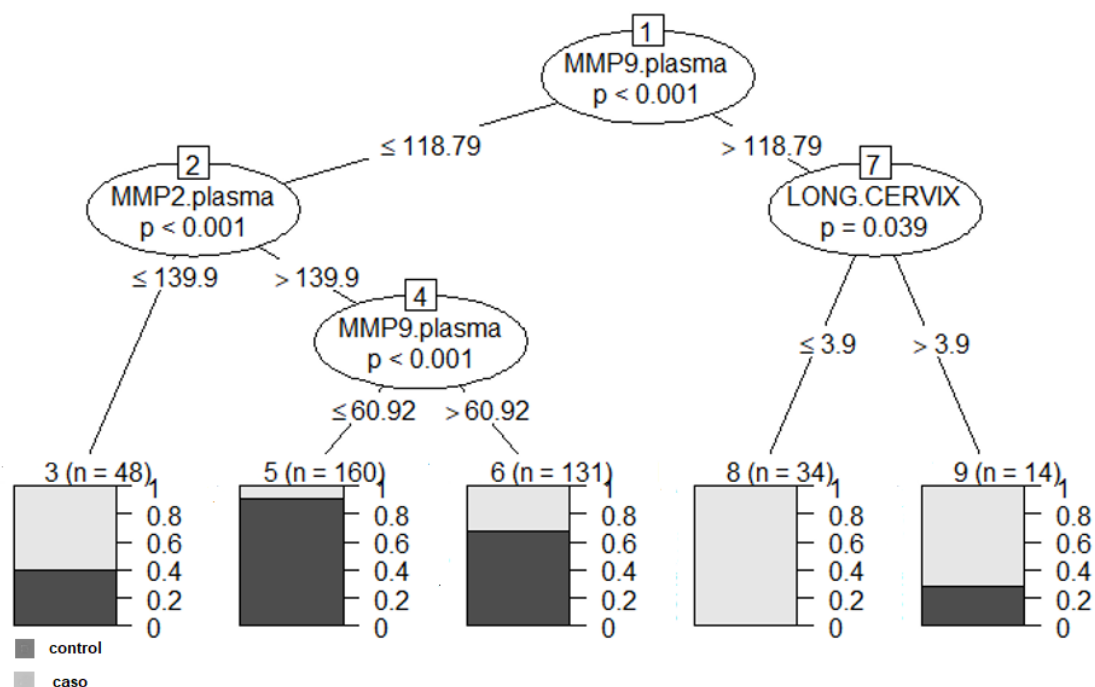 1
MMP9.plasma
p < 0.001
≤ 118.79
> 118.79
2
MMP2.plasma
p < 0.001
7
LONG.CERVIX
p = 0.039
≤ 139.9
> 139.9
4
MMP9.plasma
p < 0.001
≤ 3.9
> 3.9
≤ 60.92
> 60.92
3 (n = 48)
1
0.8
0.6
0.4
0.2
0
5 (n = 160)
1
0.8
0.6
0.4
0.2
0
6 (n = 131)
1
0.8
0.6
0.4
0.2
0
8 (n = 34)
1
0.8
0.6
0.4
0.2
0
9 (n = 14)
1
0.8
0.6
0.4
0.2
0
control
caso